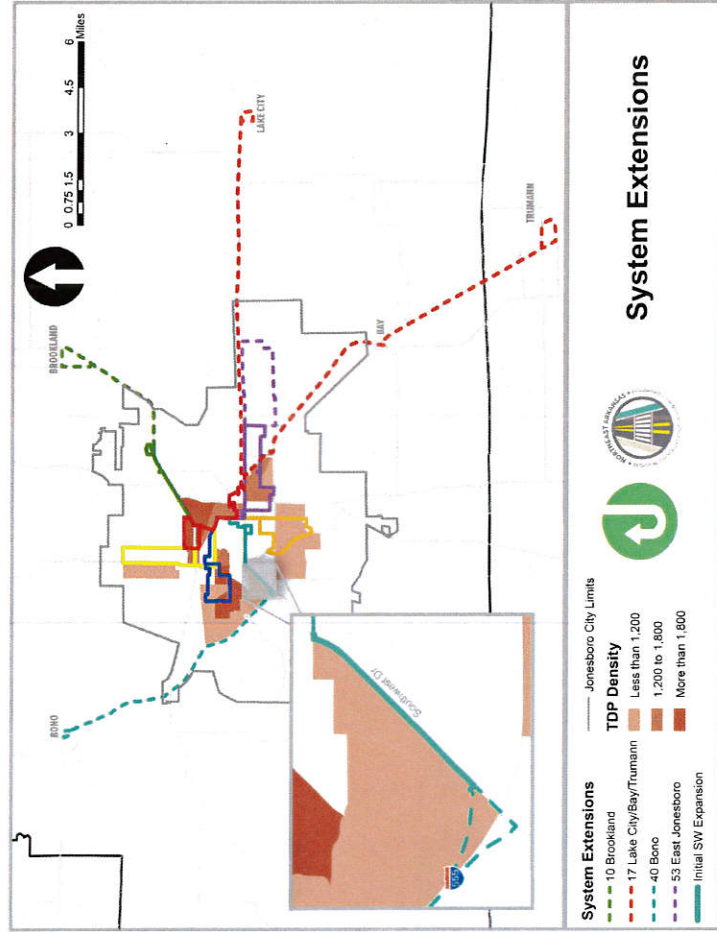 0 0.75 1.5 3 4.5 6
Miles
BROOKLAND
LAKE CITY
BONO
BAY
TRUMANN
Southwest Dr
555
System Extensions
10 Brookland
17 Lake City/Bay/Trumann
40 Bono
53 East Jonesboro
Initial SW Expansion
Jonesboro City Limits
TDP Density
Less than 1,200
1,200 to 1,800
More than 1,800
NORTHEAST ARKANSAS
System Extensions